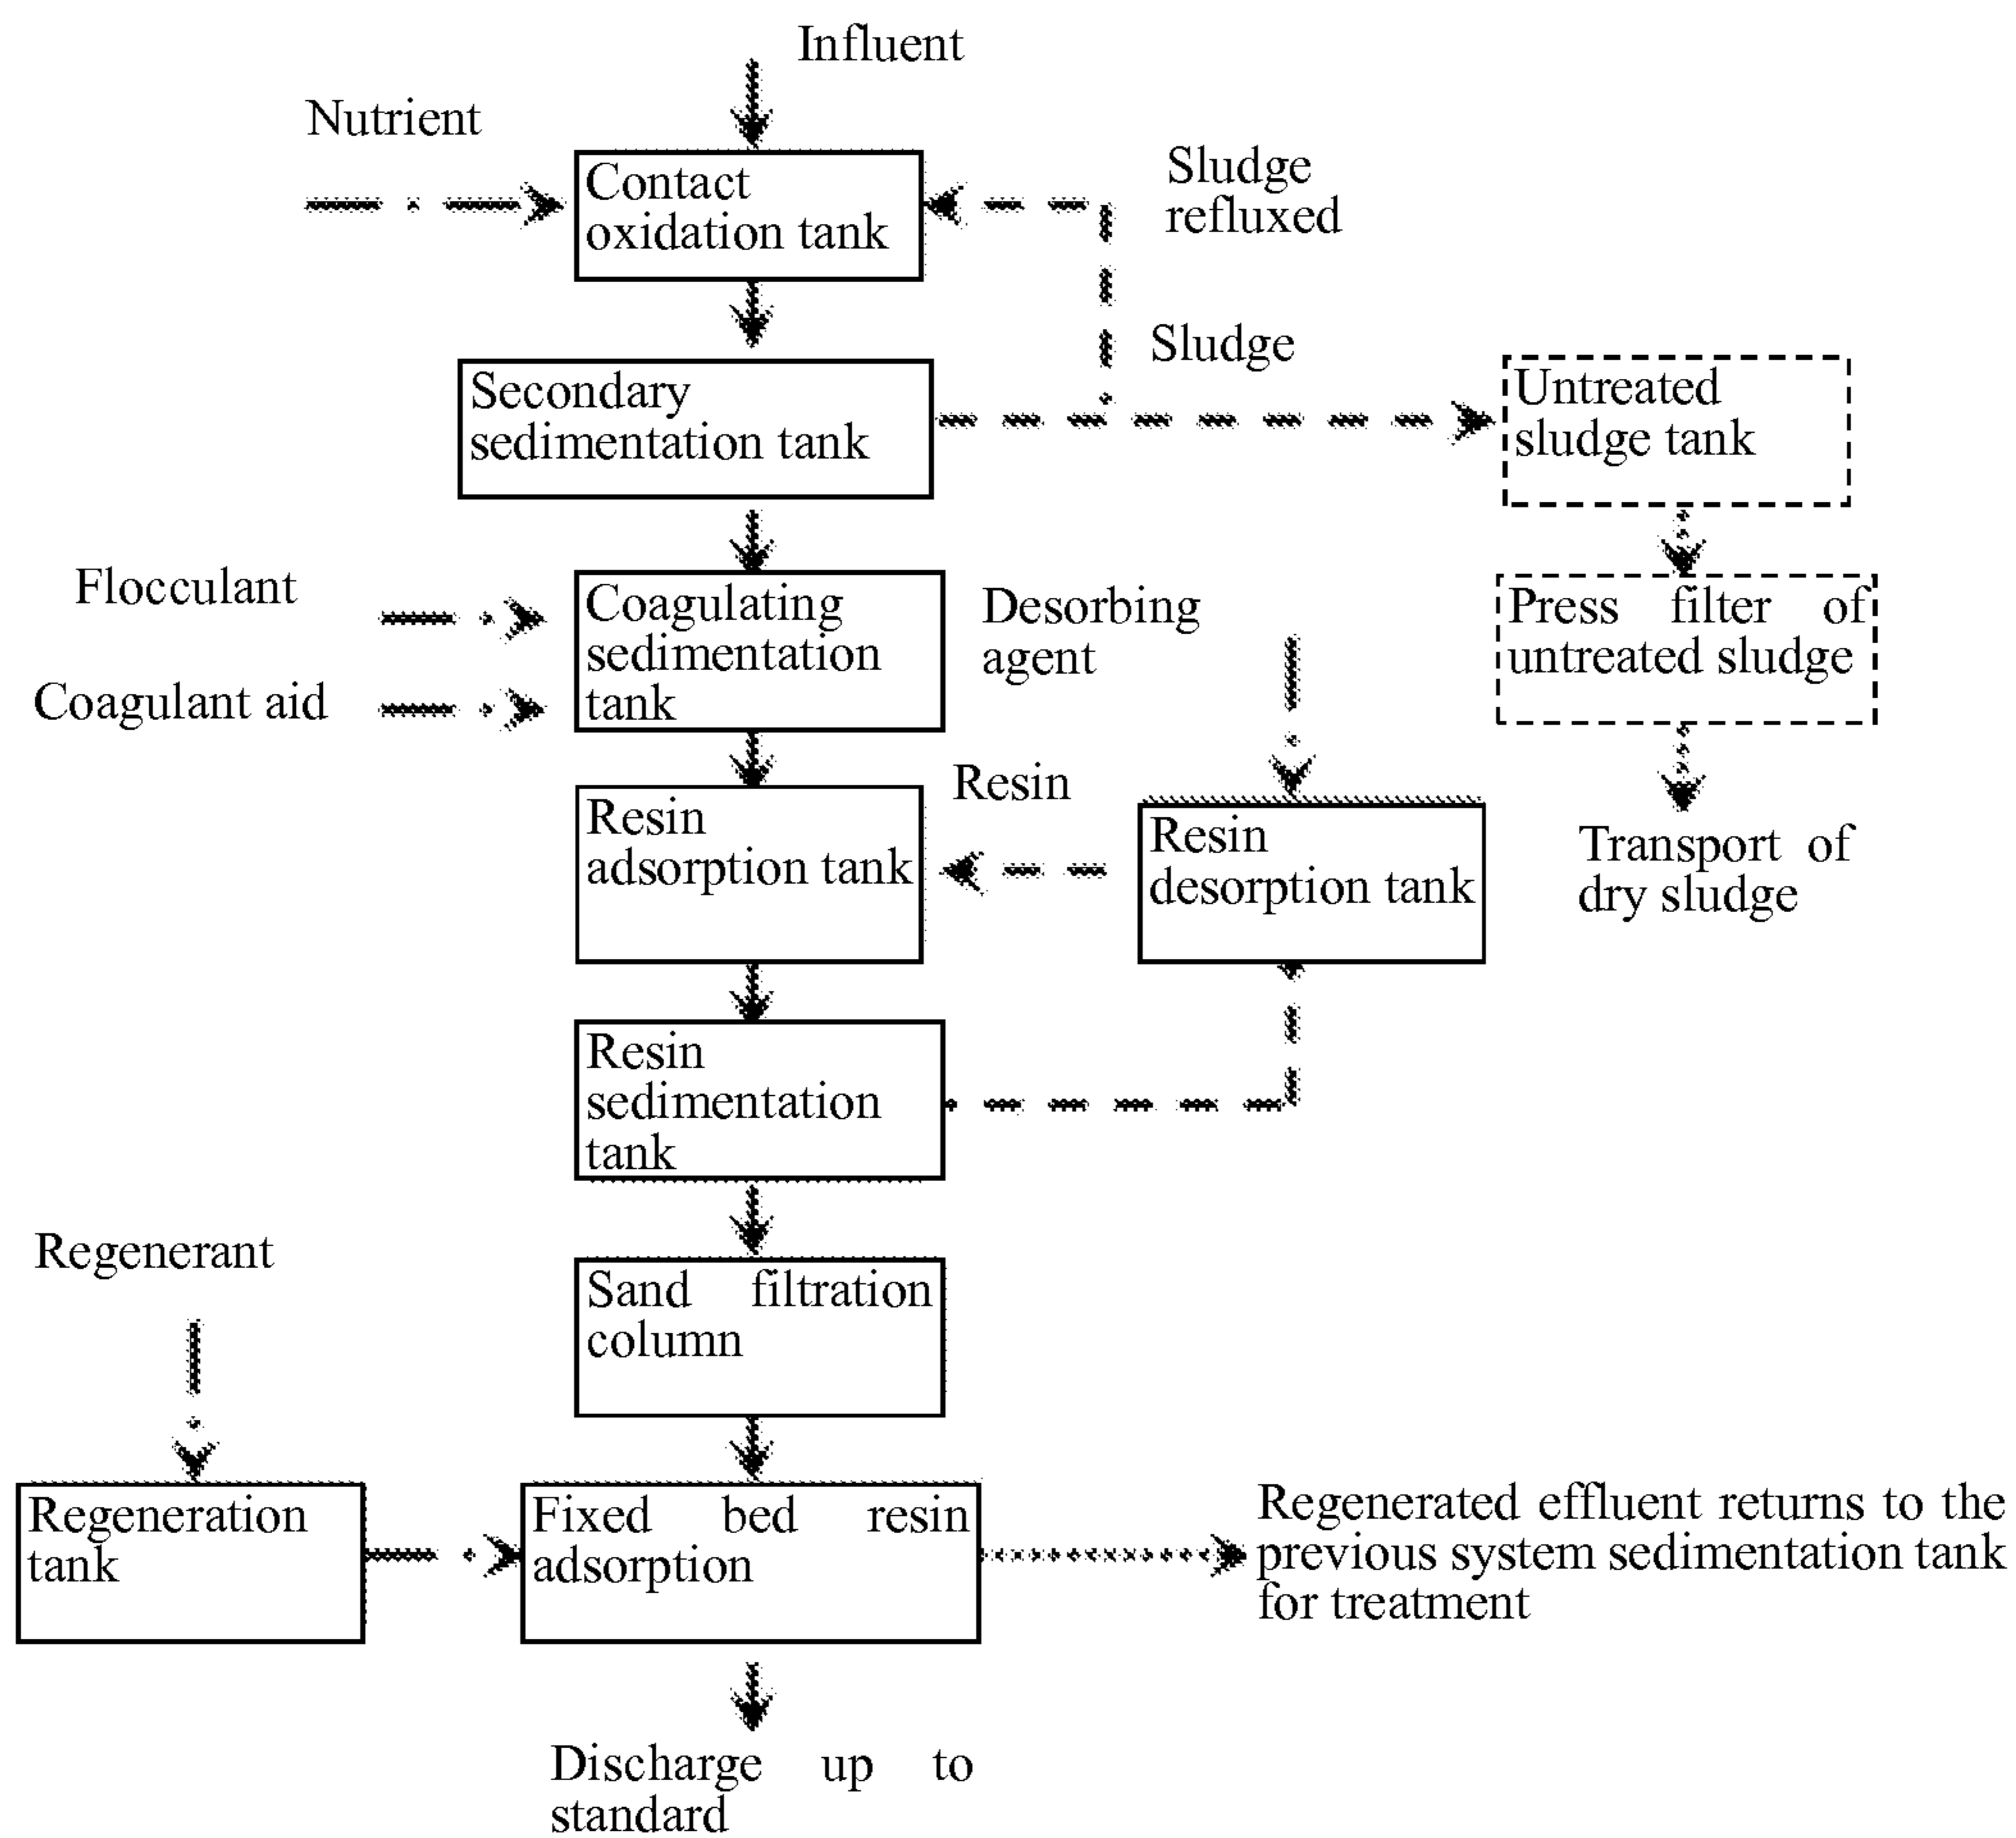 Influent
Nutrient
Contact
oxidation tank
Sludge
refluxed
Sludge
Secondary
sedimentation tank
Untreated
sludge tank
Flocculant
Coagulant aid
Coagulating
sedimentation
tank
Desorbing
agent
Press filter of
untreated sludge
Resin
adsorption tank
Resin
Resin
desorption tank
Transport of
dry sludge
Resin
sedimentation
tank
Regenerant
Sand filtration
column
Regeneration
tank
Fixed bed resin
adsorption
Regenerated effluent returns to the
previous system sedimentation tank
for treatment
Discharge up to
standard